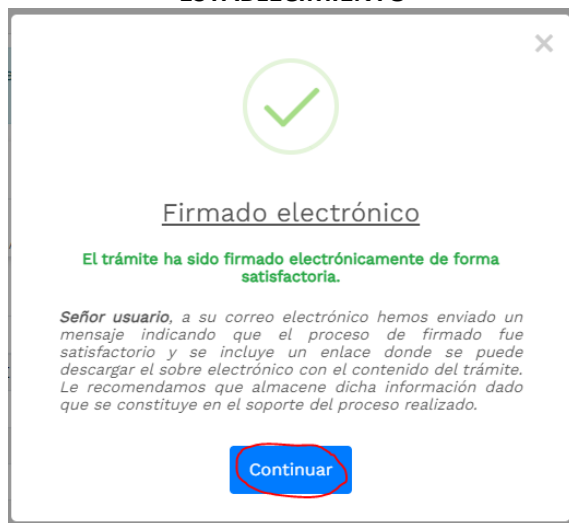 ESTABLECIMIENTO
×
Firmado electrónico
El trámite ha sido firmado electrónicamente de forma
satisfactoria.
Señor usuario, a su correo electrónico hemos enviado un
mensaje indicando que el proceso de firmado fue
satisfactorio y se incluye un enlace donde se puede
descargar el sobre electrónico con el contenido del trámite.
Le recomendamos que almacene dicha información dado
que se constituye en el soporte del proceso realizado.
Continuar